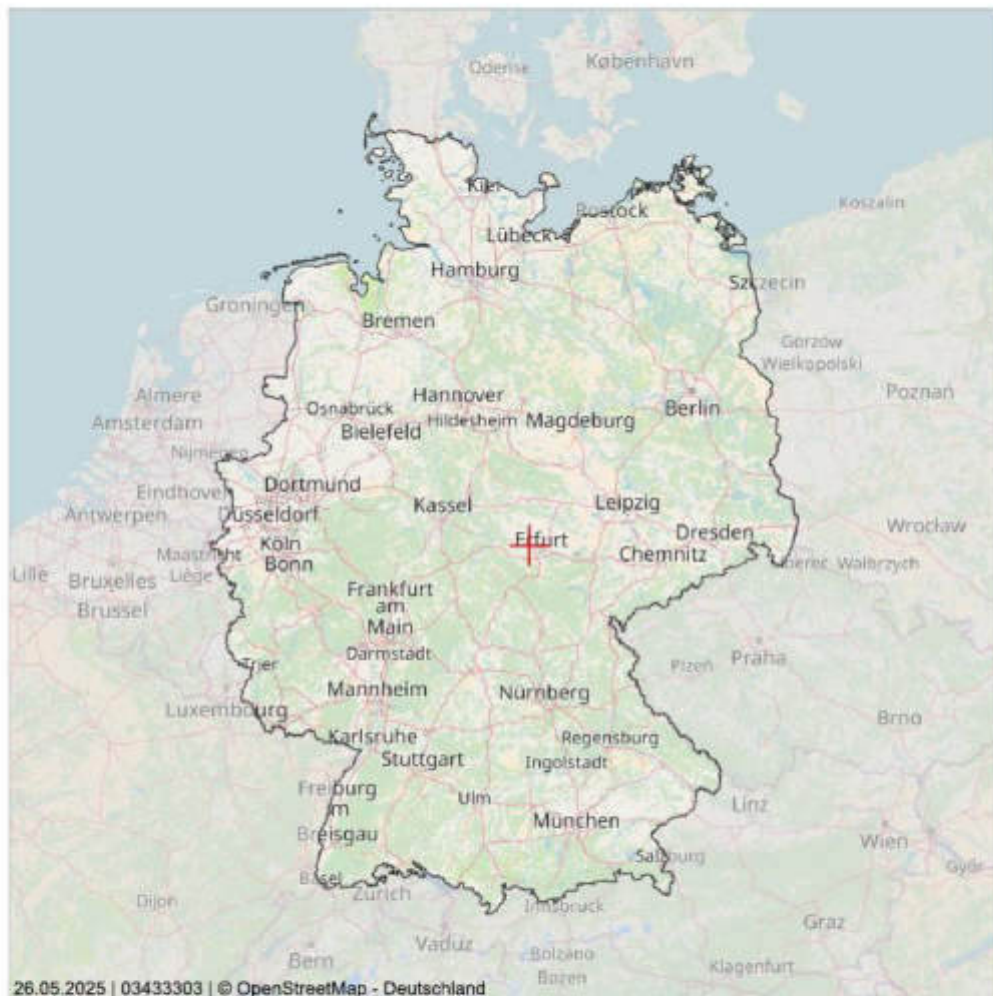 København
Odense
Kiel
Koszalin
Rostock
Lübeck
Hamburg
Szczecin
Groningen
Bremen
Gorzów
Wielkopolski
Almere
Hannover
Poznan
Osnabrück
Berlin
Amsterdam
Hildesheim
Magdeburg
Bielefeld
Nijmegen
Dortmund
Eindhoven
Leipzig
Antwerpen
Düsseldorf
Kassel
Wrocław
Dresden
Erfurt
Köln
Maastricht
Chemnitz
Bonn
Wałbrzych
Lille
Liège
Bruxelles
Brussel
Frankfurt
am
Main
Darmstadt
Praha
Trier
Plzeń
Mannheim
Nürnberg
Luxembourg
Brno
Karlsruhe
Regensburg
Stuttgart
Ingolstadt
Freiburg
Ulm
Linz
München
Breisgau
Wien
Salzburg
Győr
Basel
Zürich
Dijon
Innsbruck
Graz
Vaduz
Bern
Bolzano
Bozen
Klagenfurt
26.05.2025 | 03433303 | © OpenStreetMap - Deutschland